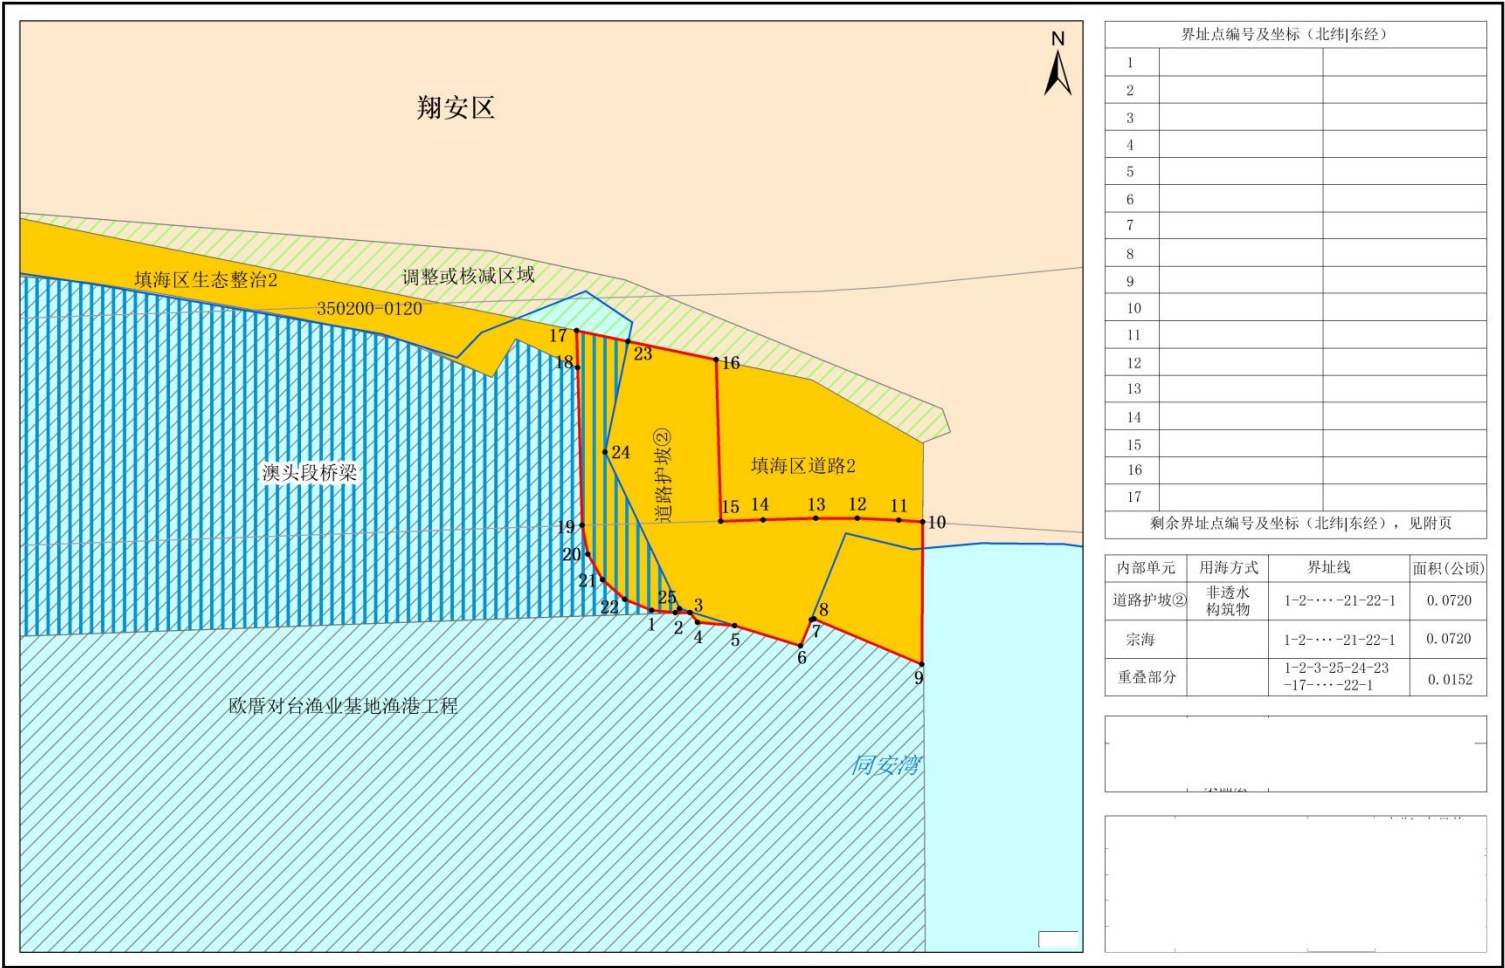 N
翔安区
填海区生态整治2
调整或核减区域
350200-0120
17
23
16
18
24
道路护坡②
填海区道路2
澳头段桥梁
15
14
13
12
11
10
19
20
21
22
25
3
1
2
4
5
8
7
6
9
欧厝对台渔业基地渔港工程
同安湾
界址点编号及坐标（北纬|东经）
1
2
3
4
5
6
7
8
9
10
11
12
13
14
15
16
17
剩余界址点编号及坐标（北纬|东经），见附页
内部单元 用海方式 界址线 面积(公顷)
道路护坡② 非透水构筑物 1-2-···-21-22-1 0.0720
宗海 1-2-···-21-22-1 0.0720
重叠部分 1-2-3-25-24-23-17-···-22-1 0.0152